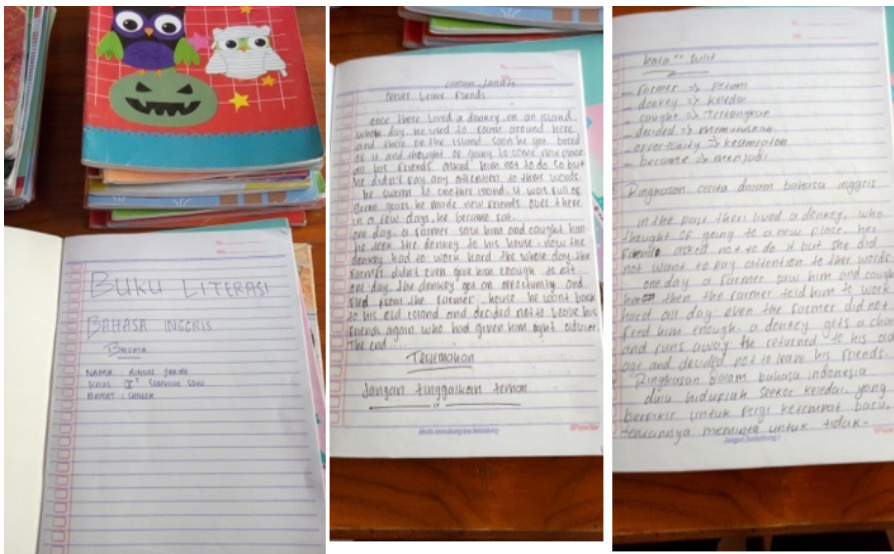 BUKU LITERASI
BAHASA INGGRIS
NAMA :
KELAS : IX
Never Leave Friends
once there lived a donkey on an island
whole day. he used to roam around here
and there on the island soon he got bored
of it and thought of going to some new place
all his friends asked him not to do so but
he didn't pay any attention to their words
he swam to another island. it was full of
green grass. he made new friends over there
in a few days, he became fat.
one day, a farmer saw him and caught him
he took the donkey to his house. now the
donkey had to work hard the whole day the
farmer didn't even gave him enough to eat
one day, the donkey got an opportunity and
fled from the farmer house he went back
to his old island and decided not to leave his
friends again who had given him right advice.
The end...
Jangan tinggalkan teman
kata" sulit
- Farmer => Petani
- donkey => keledai
- caught => Tertangkap
- decided => memutuskan
- => kesempatan
- became => menjadi
Ringkasan cerita dalam bahasa inggris
in the past there lived a donkey, who
thought of going to a new place. her
asked not to do it but she did
not want to pay attention to their words
one day a farmer saw him and
then the farmer told him to work
hard all day. even the farmer did not
feed him enough. a donkey gets a
and runs away he returned to his old
and decided not to leave his friends.
Ringkasan dalam bahasa indonesia
dulu hiduplah seekor keledai, yang
berpikir untuk pergi ketempat baru.
temannya meminta untuk tidak-